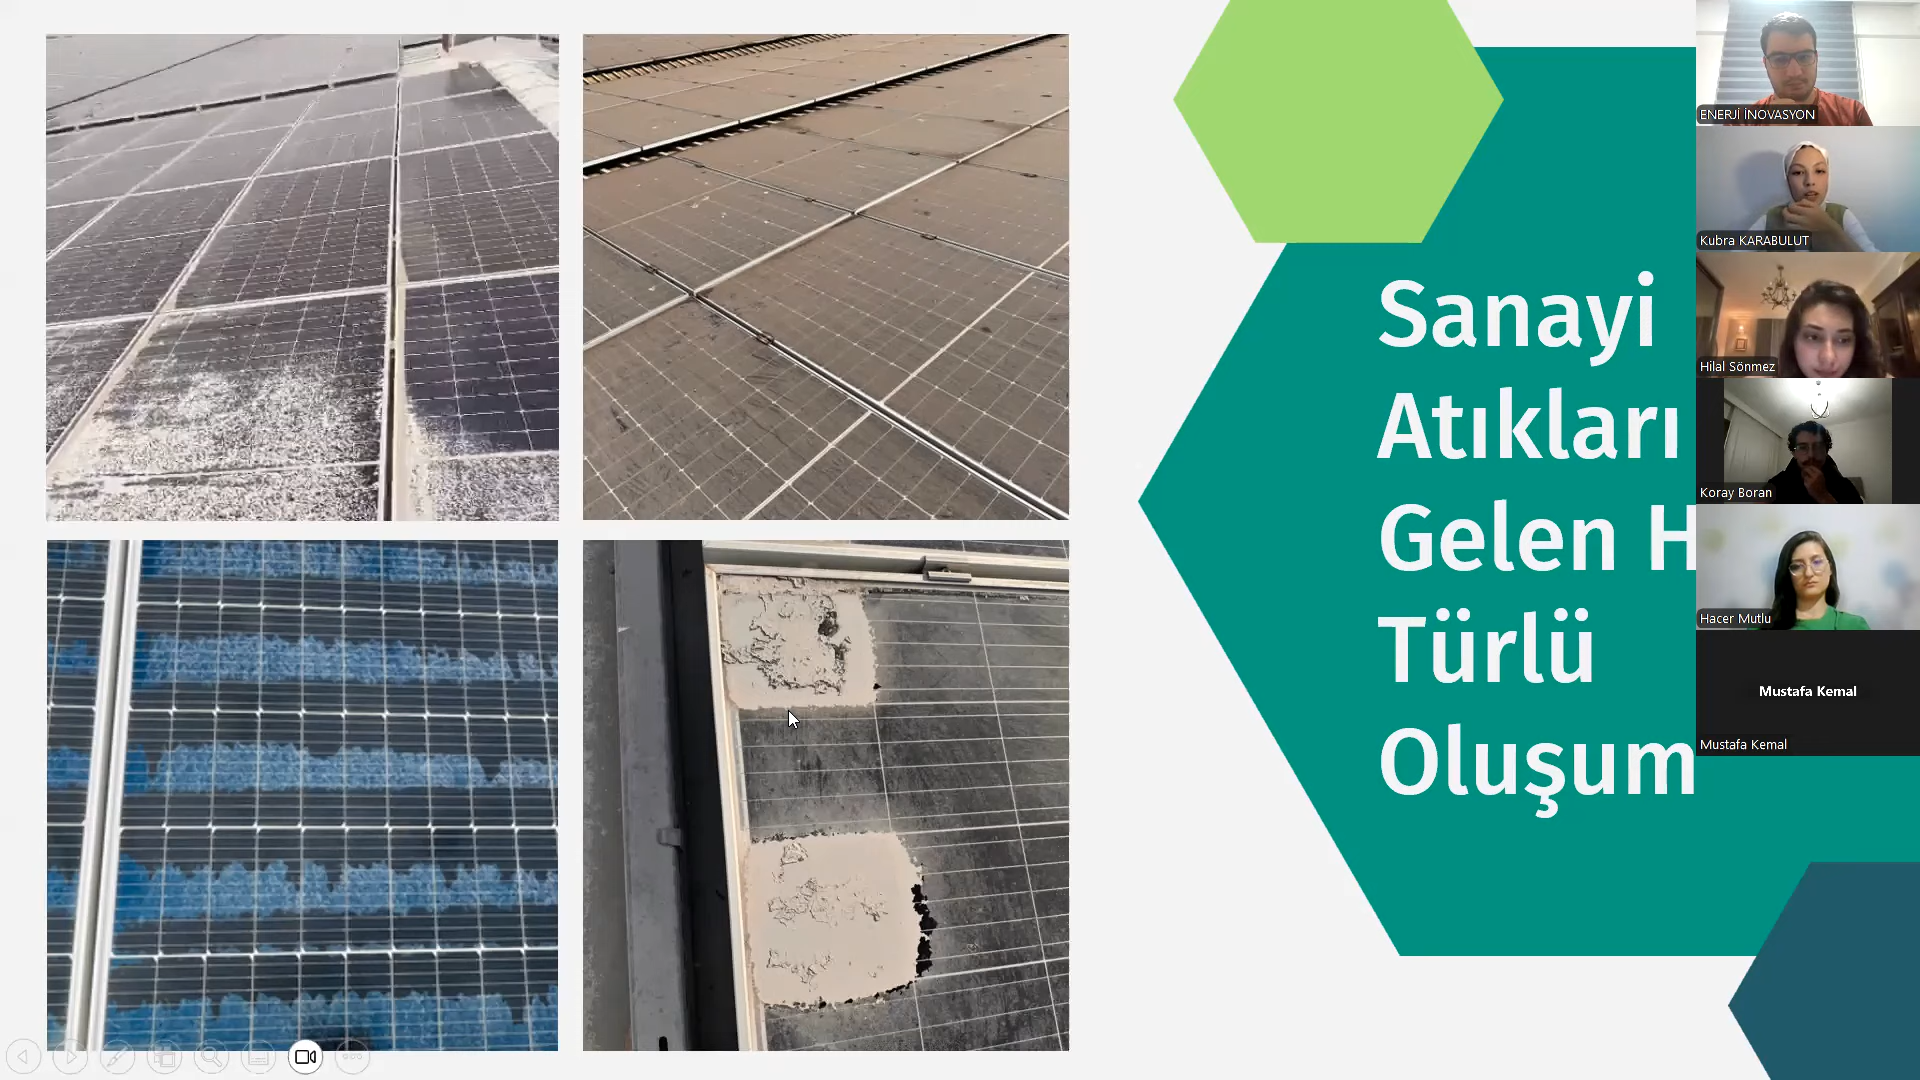 Sanayi
Atıkları
Gelen H
Türlü
Oluşum
ENERJİ İNOVASYON
Kubra KARABULUT
Hilal Sönmez
Koray Boran
Hacer Mutlu
Mustafa Kemal
Mustafa Kemal